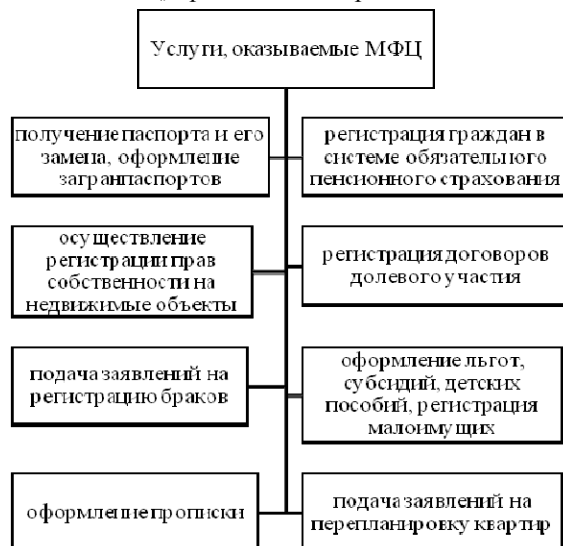 Услуги, оказываемые МФЦ
получение паспорта и его
замена, оформление
загранпаспортов
регистрация граждан в
системе обязательного
пенсионного страхования
осуществление
регистрации прав
собственности на
недвижимые объекты
регистрация договоров
долевого участия
подача заявлений на
регистрацию браков
оформление льгот,
субсидий, детских
пособий, регистрация
малоимущих
оформление прописки
подача заявлений на
перепланировку квартир